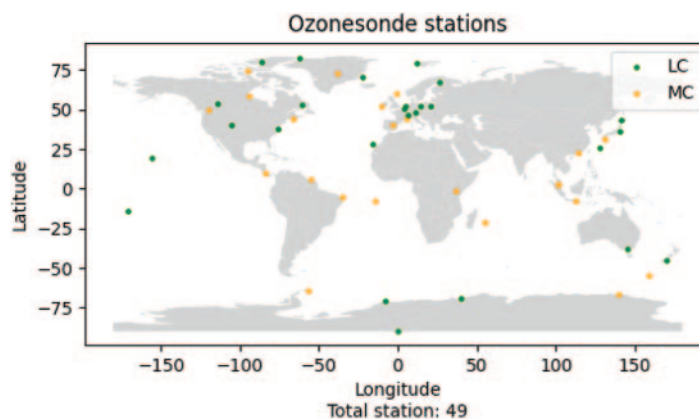 Ozonesonde stations
LC
MC
75
50
25
0
−25
−50
−75
Latitude
−150 −100 −50 0 50 100 150
Longitude
Total station: 49